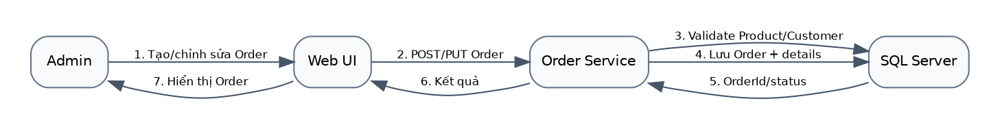 Admin
1. Tạo/chỉnh sửa Order
7. Hiển thị Order
Web UI
2. POST/PUT Order
6. Kết quả
Order Service
3. Validate Product/Customer
4. Lưu Order + details
5. OrderId/status
SQL Server